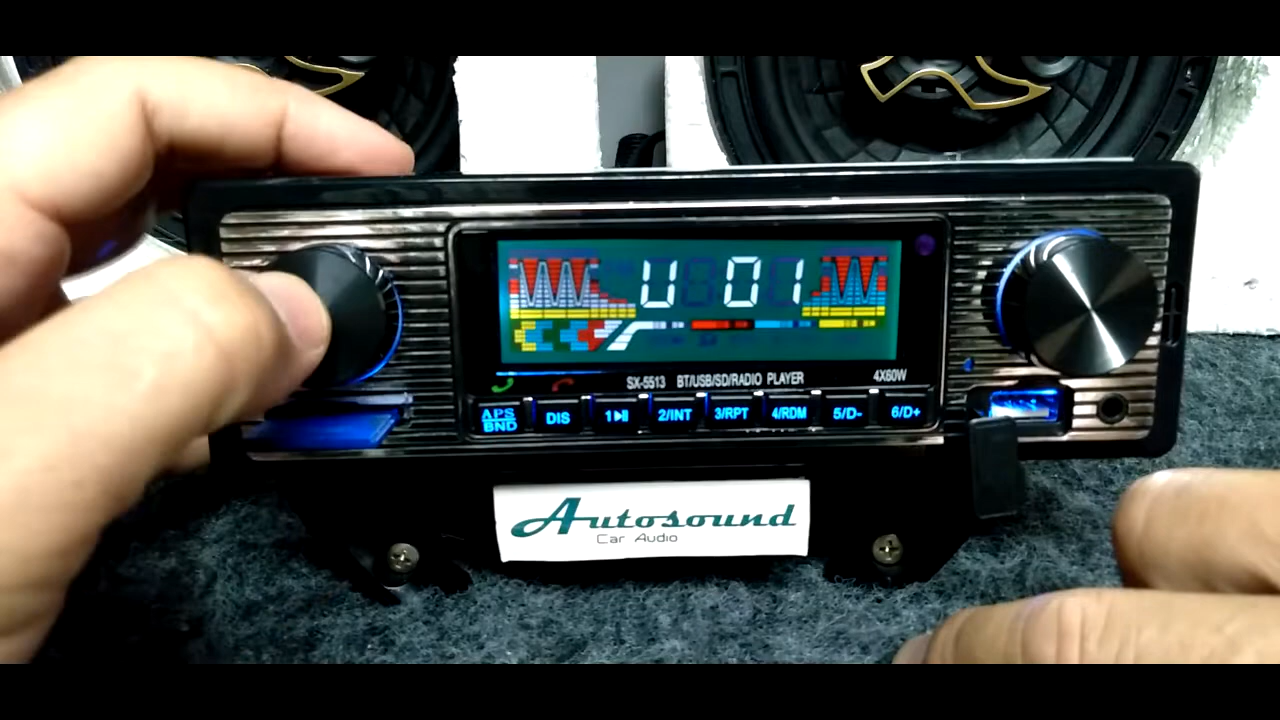 U 01
SX-5513 BT/USB/SD/RADIO PLAYER 4X60W
APS
BND
DIS
1▶||
2/INT
3/RPT
4/RDM
5/D-
6/D+
Autosound
Car Audio